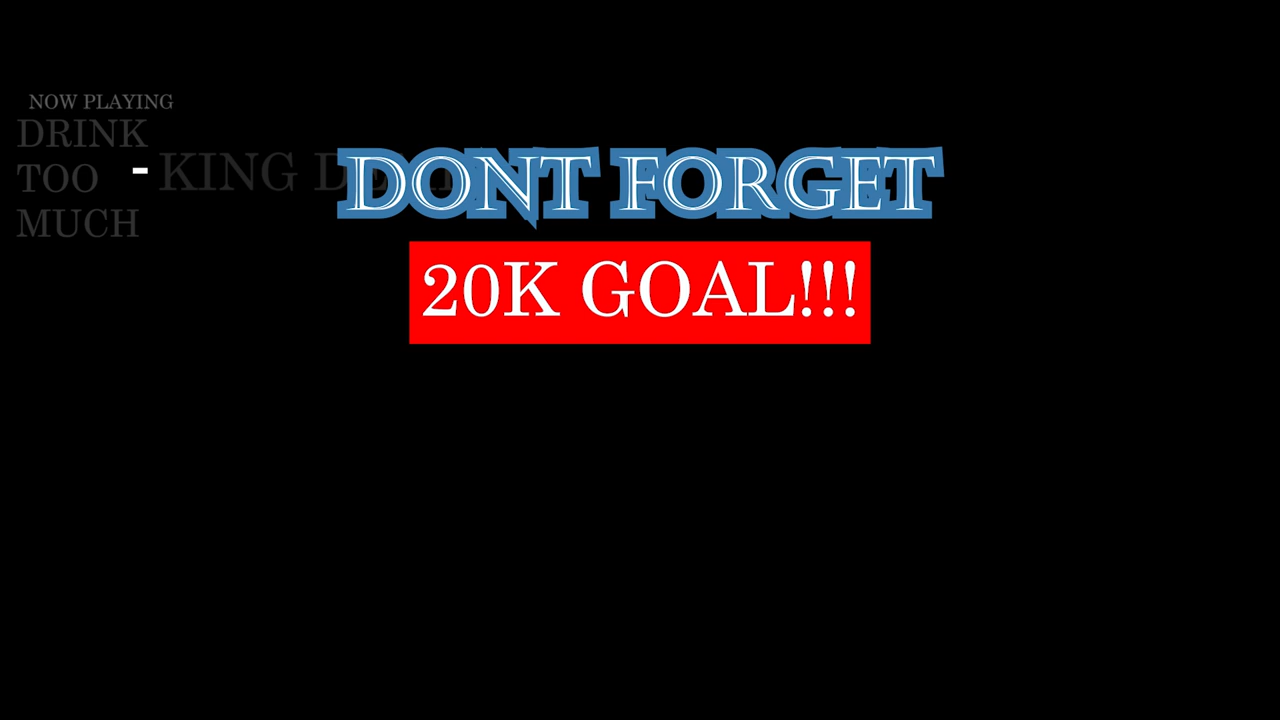 NOW PLAYING
DRINK
TOO
MUCH
- KING
DONT FORGET
20K GOAL!!!